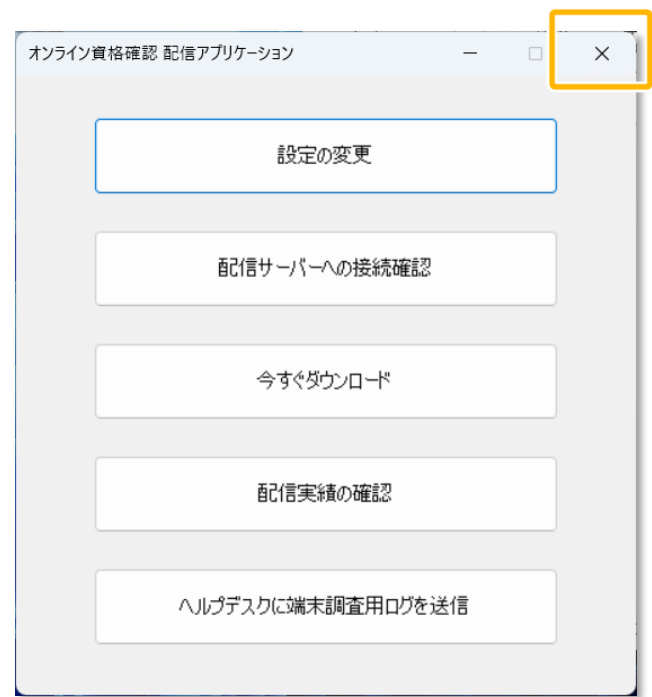 オンライン資格確認 配信アプリケーション
設定の変更
配信サーバーへの接続確認
今すぐダウンロード
配信実績の確認
ヘルプデスクに端末調査用ログを送信